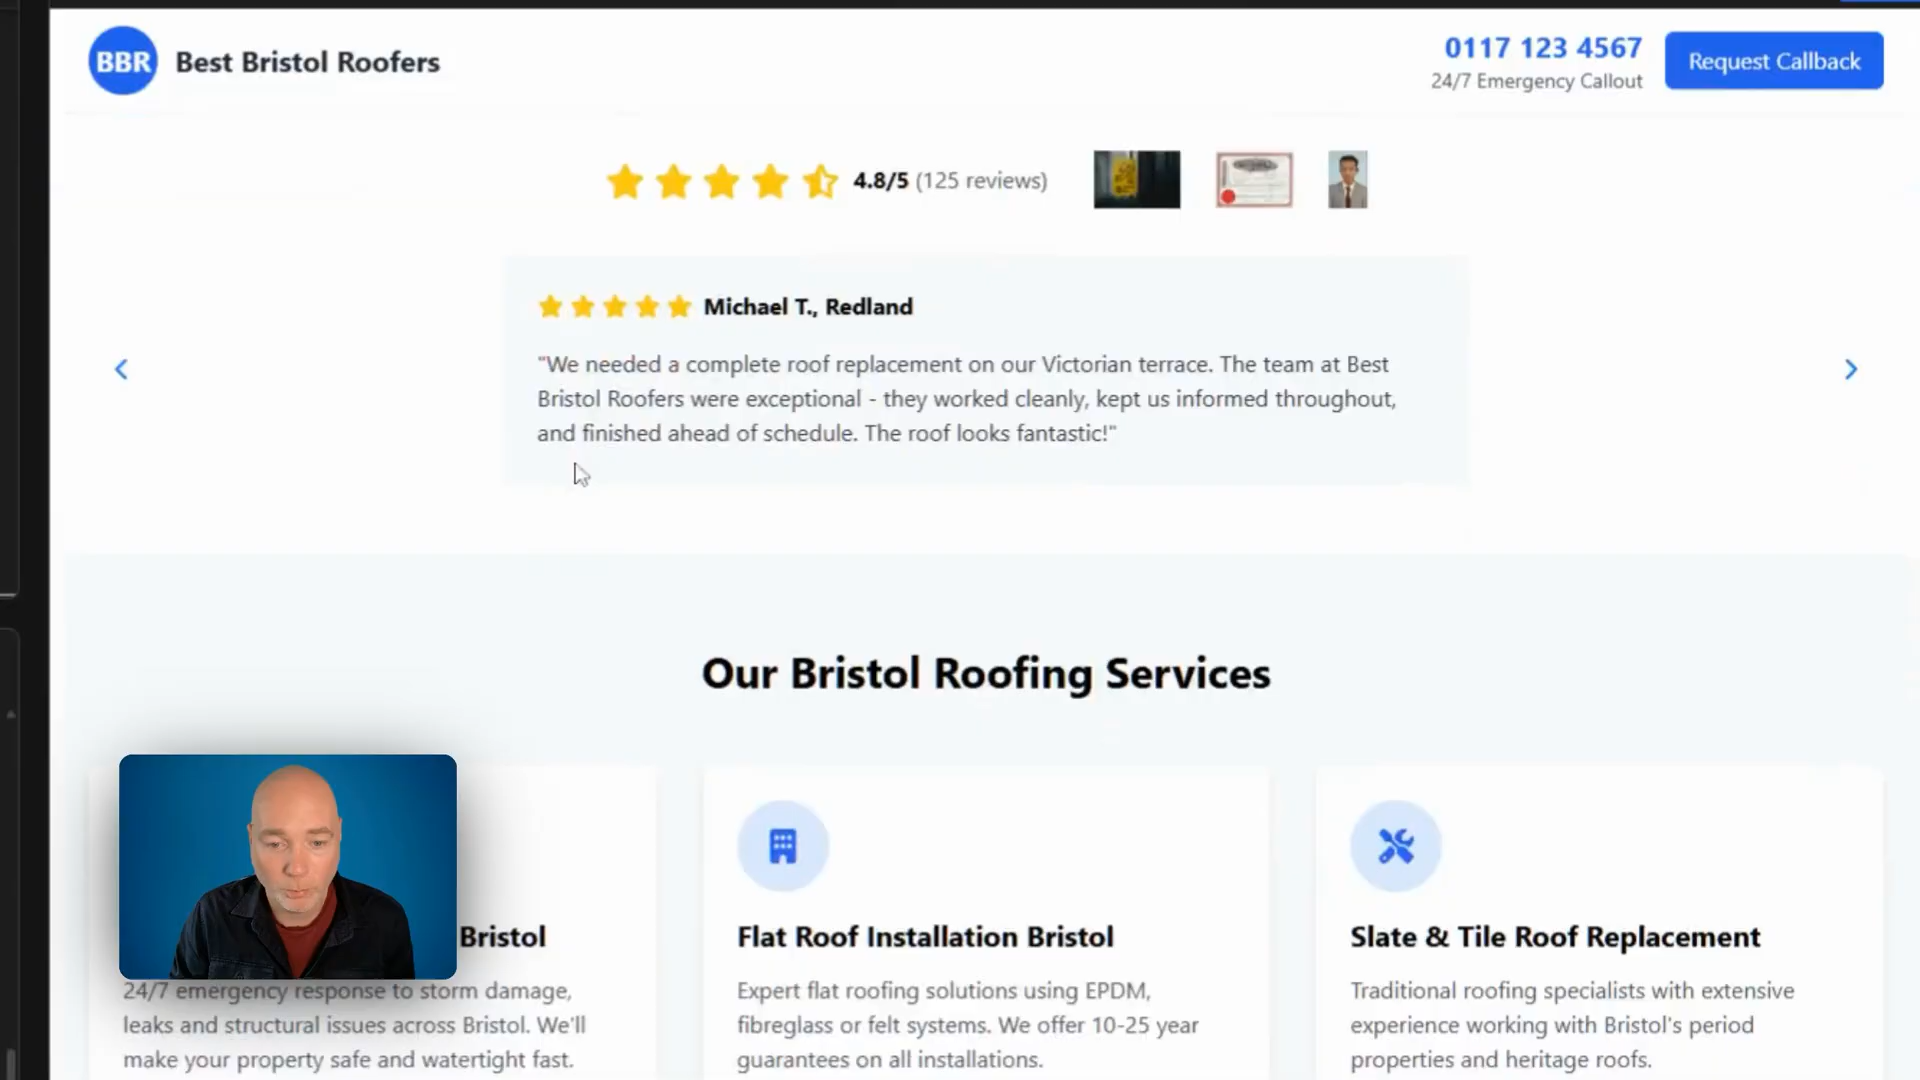 BBR
Best Bristol Roofers
0117 123 4567
24/7 Emergency Callout
Request Callback
4.8/5 (125 reviews)
Michael T., Redland
"We needed a complete roof replacement on our Victorian terrace. The team at Best
Bristol Roofers were exceptional - they worked cleanly, kept us informed throughout,
and finished ahead of schedule. The roof looks fantastic!"
Our Bristol Roofing Services
Bristol
24/7 emergency response to storm damage,
leaks and structural issues across Bristol. We'll
make your property safe and watertight fast.
Flat Roof Installation Bristol
Expert flat roofing solutions using EPDM,
fibreglass or felt systems. We offer 10-25 year
guarantees on all installations.
Slate & Tile Roof Replacement
Traditional roofing specialists with extensive
experience working with Bristol's period
properties and heritage roofs.